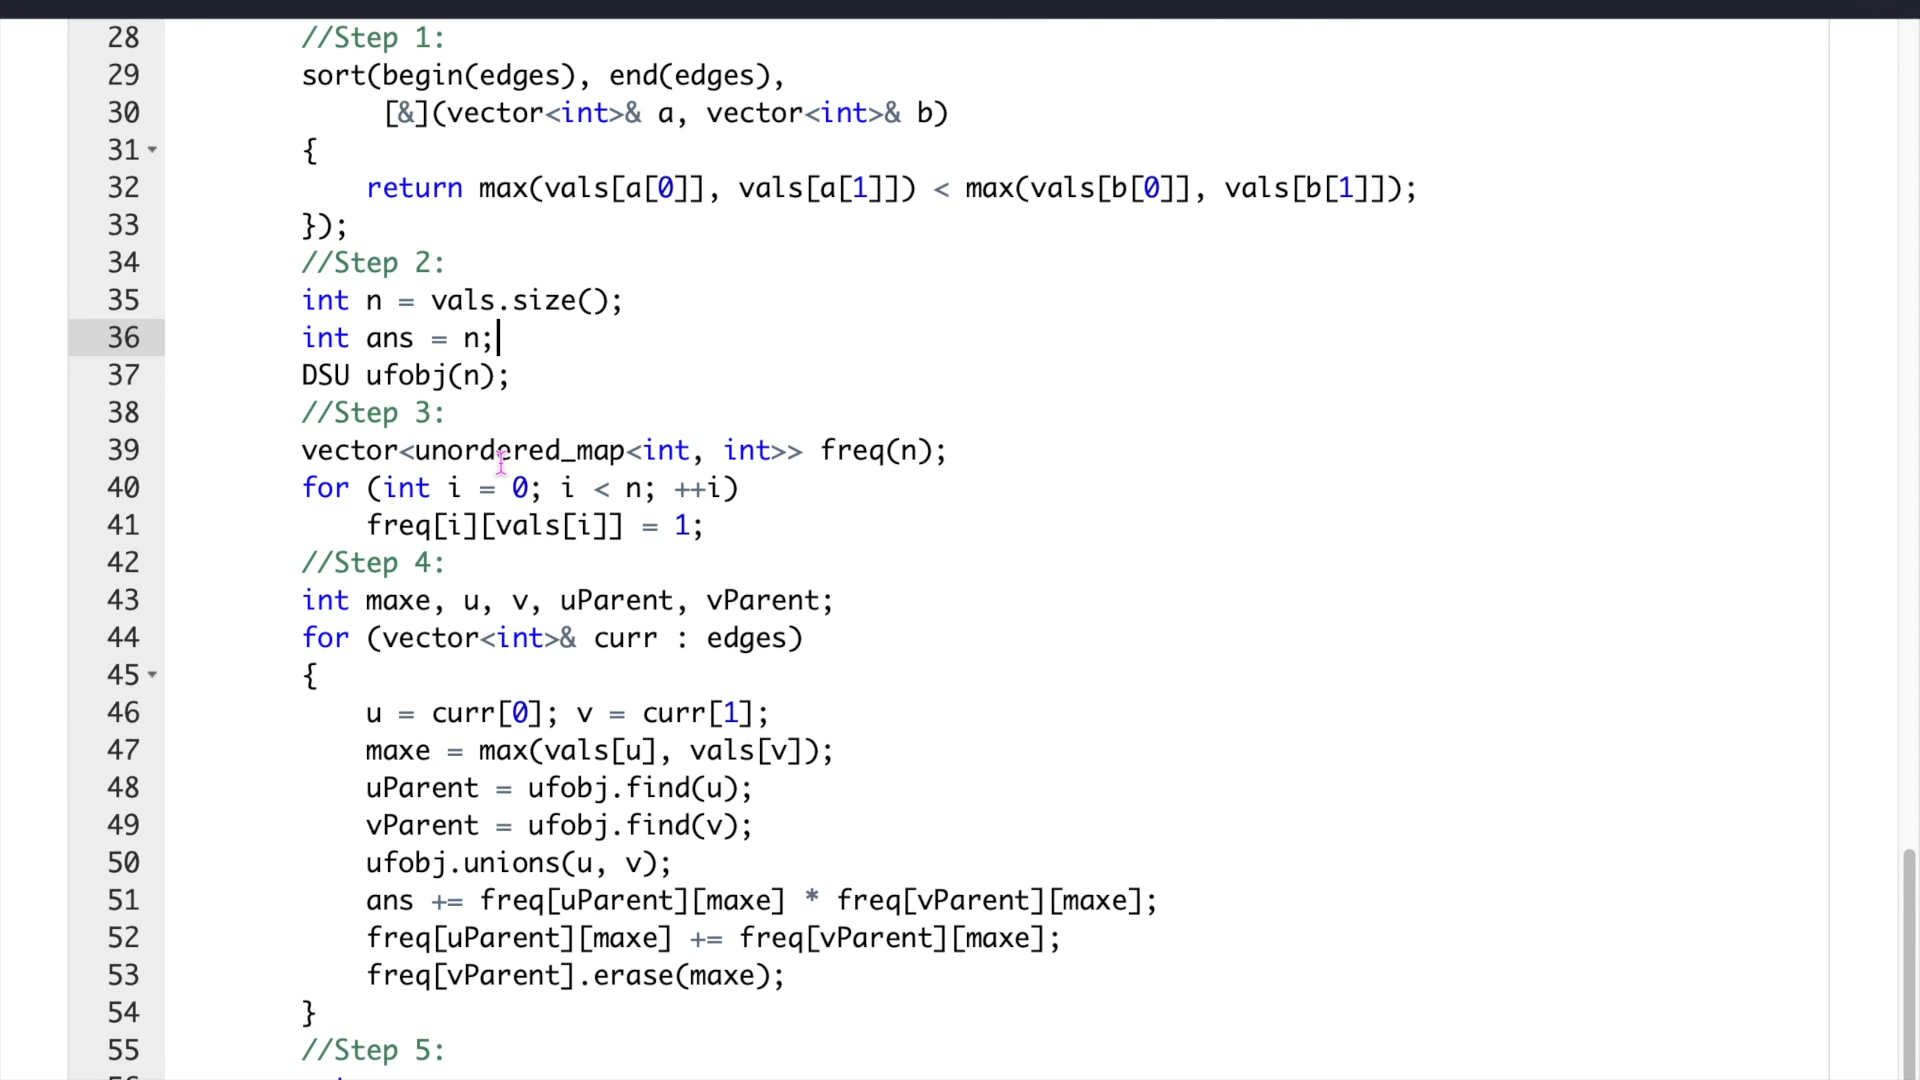 28 //Step 1:
29 sort(begin(edges), end(edges),
30 [&](vector<int>& a, vector<int>& b)
31 {
32 return max(vals[a[0]], vals[a[1]]) < max(vals[b[0]], vals[b[1]]);
33 });
34 //Step 2:
35 int n = vals.size();
36 int ans = n;
37 DSU ufobj(n);
38 //Step 3:
39 vector<unordered_map<int, int>> freq(n);
40 for (int i = 0; i < n; ++i)
41 freq[i][vals[i]] = 1;
42 //Step 4:
43 int maxe, u, v, uParent, vParent;
44 for (vector<int>& curr : edges)
45 {
46 u = curr[0]; v = curr[1];
47 maxe = max(vals[u], vals[v]);
48 uParent = ufobj.find(u);
49 vParent = ufobj.find(v);
50 ufobj.unions(u, v);
51 ans += freq[uParent][maxe] * freq[vParent][maxe];
52 freq[uParent][maxe] += freq[vParent][maxe];
53 freq[vParent].erase(maxe);
54 }
55 //Step 5: